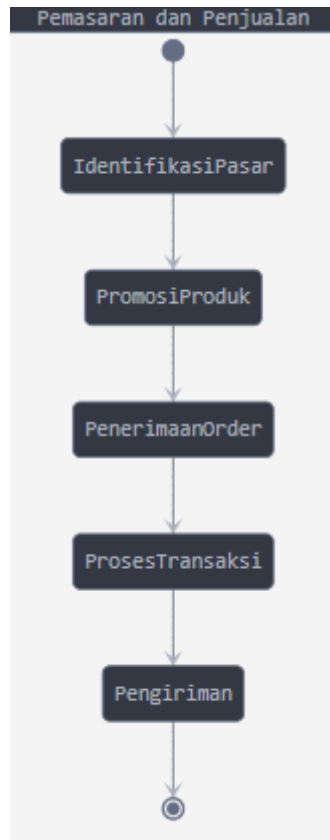 Pemasaran dan Penjualan
IdentifikasiPasar
PromosiProduk
PenerimaanOrder
ProsesTransaksi
Pengiriman